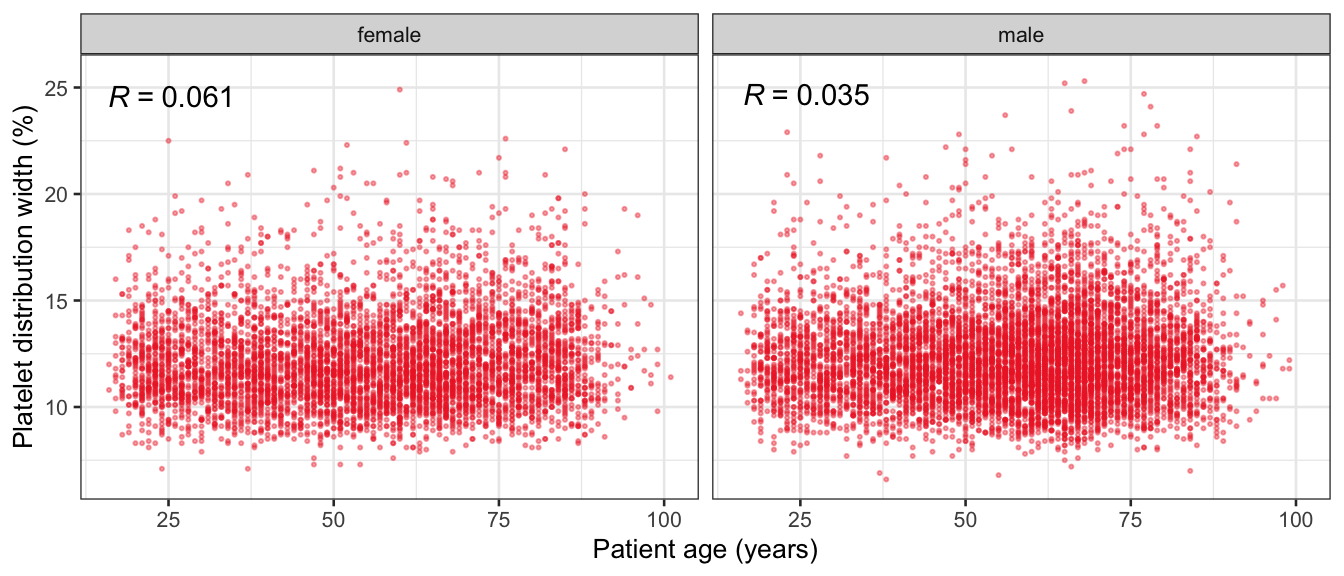 female
male
R = 0.061
R = 0.035
Platelet distribution width (%)
25
20
15
10
25
50
75
100
25
50
75
100
Patient age (years)